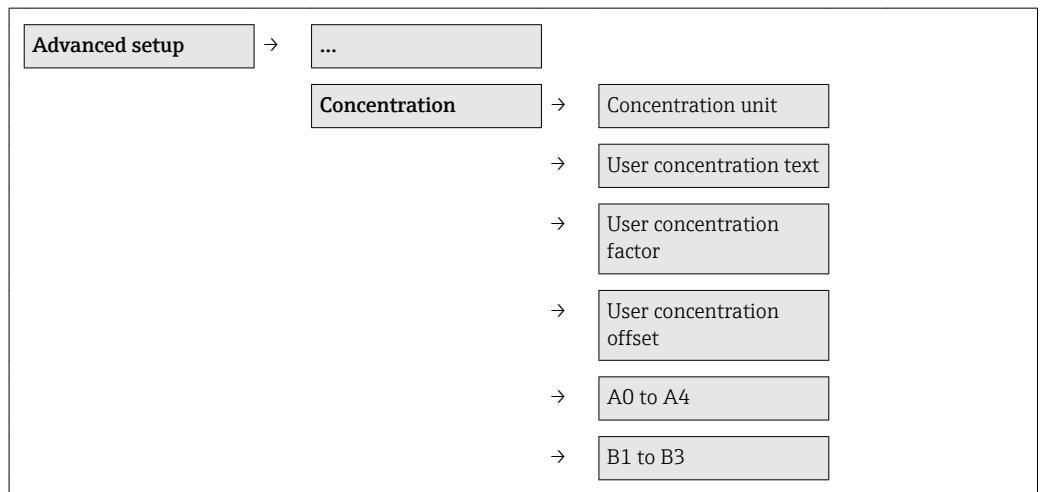 Advanced setup → ...
Concentration → Concentration unit
→ User concentration text
→ User concentration
factor
→ User concentration
offset
→ A0 to A4
→ B1 to B3